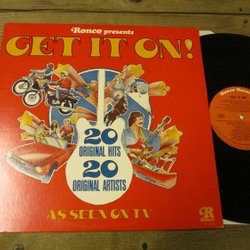 Ronco presents
GET IT ON!
20
ORIGINAL HITS
20
ORIGINAL ARTISTS
AS SEEN ON TV
R